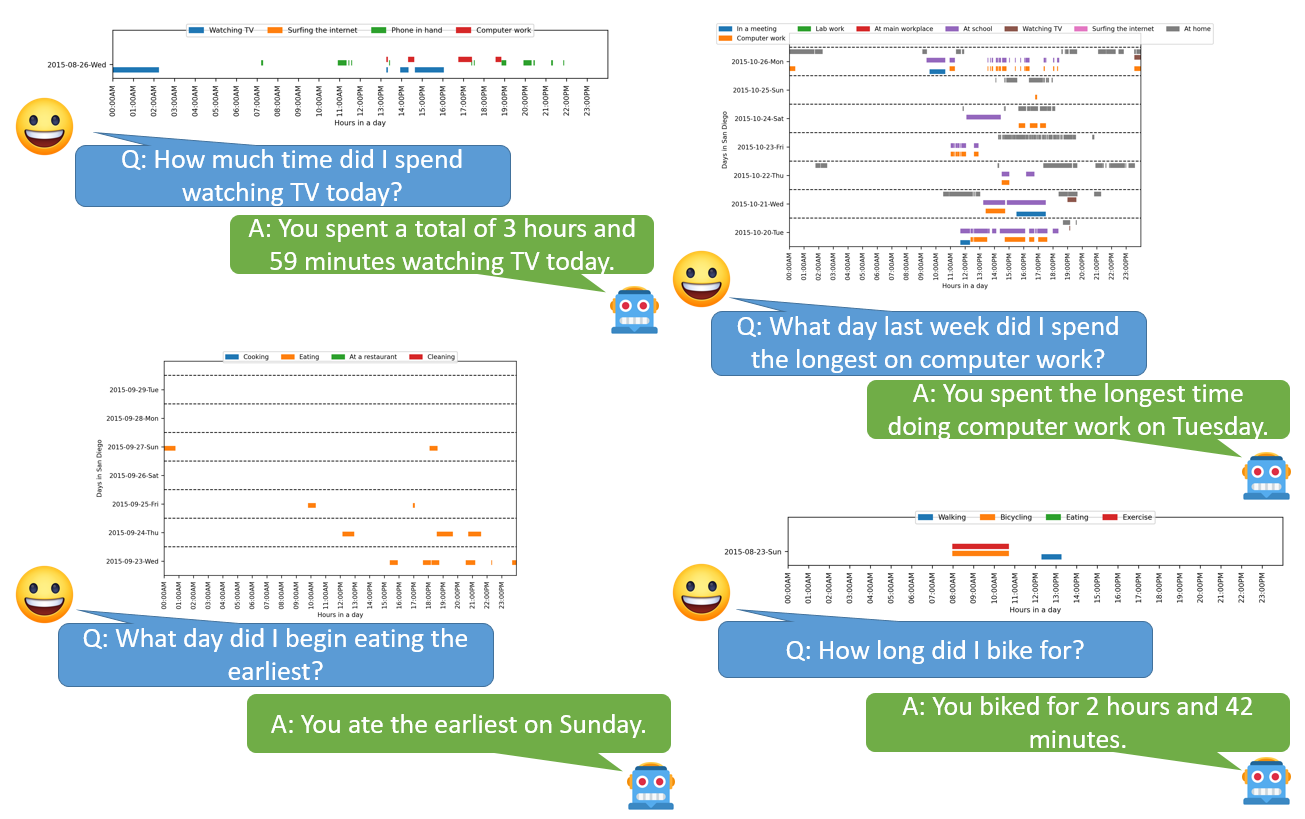 Watching TV Surfing the internet Phone in hand Computer work
2015-08-26-Wed
00:00AM 01:00AM 02:00AM 03:00AM 04:00AM 05:00AM 06:00AM 07:00AM 08:00AM 09:00AM 10:00AM 11:00AM 12:00PM 13:00PM 14:00PM 15:00PM 16:00PM 17:00PM 18:00PM 19:00PM 20:00PM 21:00PM 22:00PM 23:00PM
Hours in a day
Q: How much time did I spend
watching TV today?
A: You spent a total of 3 hours and
59 minutes watching TV today.
In a meeting Lab work At main workplace At school Watching TV Surfing the internet At home
Computer work
Days in San Diego
2015-10-26-Mon
2015-10-25-Sun
2015-10-24-Sat
2015-10-23-Fri
2015-10-22-Thu
2015-10-21-Wed
2015-10-20-Tue
00:00AM 01:00AM 02:00AM 03:00AM 04:00AM 05:00AM 06:00AM 07:00AM 08:00AM 09:00AM 10:00AM 11:00AM 12:00PM 13:00PM 14:00PM 15:00PM 16:00PM 17:00PM 18:00PM 19:00PM 20:00PM 21:00PM 22:00PM 23:00PM
Hours in a day
Q: What day last week did I spend
the longest on computer work?
A: You spent the longest time
doing computer work on Tuesday.
Cooking Eating At a restaurant Cleaning
Days in San Diego
2015-09-29-Tue
2015-09-28-Mon
2015-09-27-Sun
2015-09-26-Sat
2015-09-25-Fri
2015-09-24-Thu
2015-09-23-Wed
00:00AM 01:00AM 02:00AM 03:00AM 04:00AM 05:00AM 06:00AM 07:00AM 08:00AM 09:00AM 10:00AM 11:00AM 12:00PM 13:00PM 14:00PM 15:00PM 16:00PM 17:00PM 18:00PM 19:00PM 20:00PM 21:00PM 22:00PM 23:00PM
Hours in a day
Q: What day did I begin eating the
earliest?
A: You ate the earliest on Sunday.
Walking Bicycling Eating Exercise
2015-08-23-Sun
00:00AM 01:00AM 02:00AM 03:00AM 04:00AM 05:00AM 06:00AM 07:00AM 08:00AM 09:00AM 10:00AM 11:00AM 12:00PM 13:00PM 14:00PM 15:00PM 16:00PM 17:00PM 18:00PM 19:00PM 20:00PM 21:00PM 22:00PM 23:00PM
Hours in a day
Q: How long did I bike for?
A: You biked for 2 hours and 42
minutes.